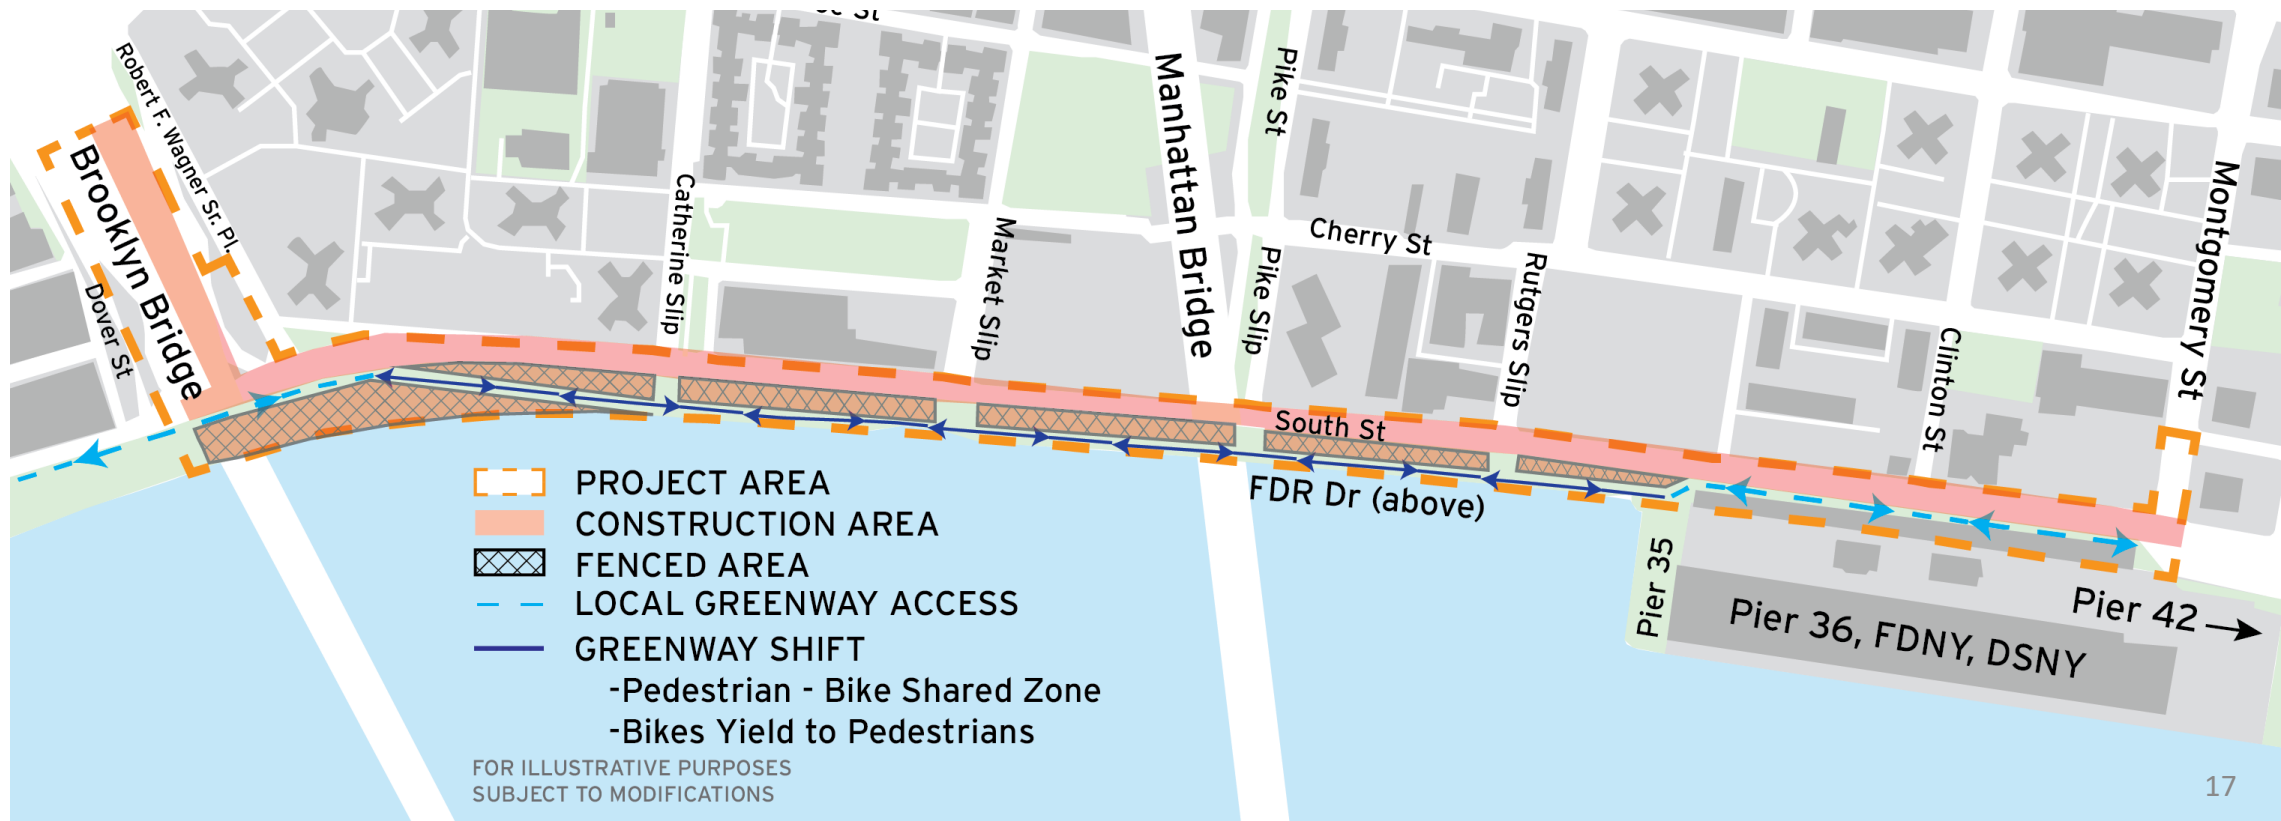 Robert F. Wagner Sr. Pl.
Brooklyn Bridge
Dover St
Catherine Slip
Market Slip
Manhattan Bridge
Pike St
Pike Slip
Cherry St
Rutgers Slip
Clinton St
Montgomery St
South St
FDR Dr (above)
Pier 35
Pier 36, FDNY, DSNY
Pier 42
PROJECT AREA
CONSTRUCTION AREA
FENCED AREA
LOCAL GREENWAY ACCESS
GREENWAY SHIFT
-Pedestrian - Bike Shared Zone
-Bikes Yield to Pedestrians
FOR ILLUSTRATIVE PURPOSES
SUBJECT TO MODIFICATIONS
17